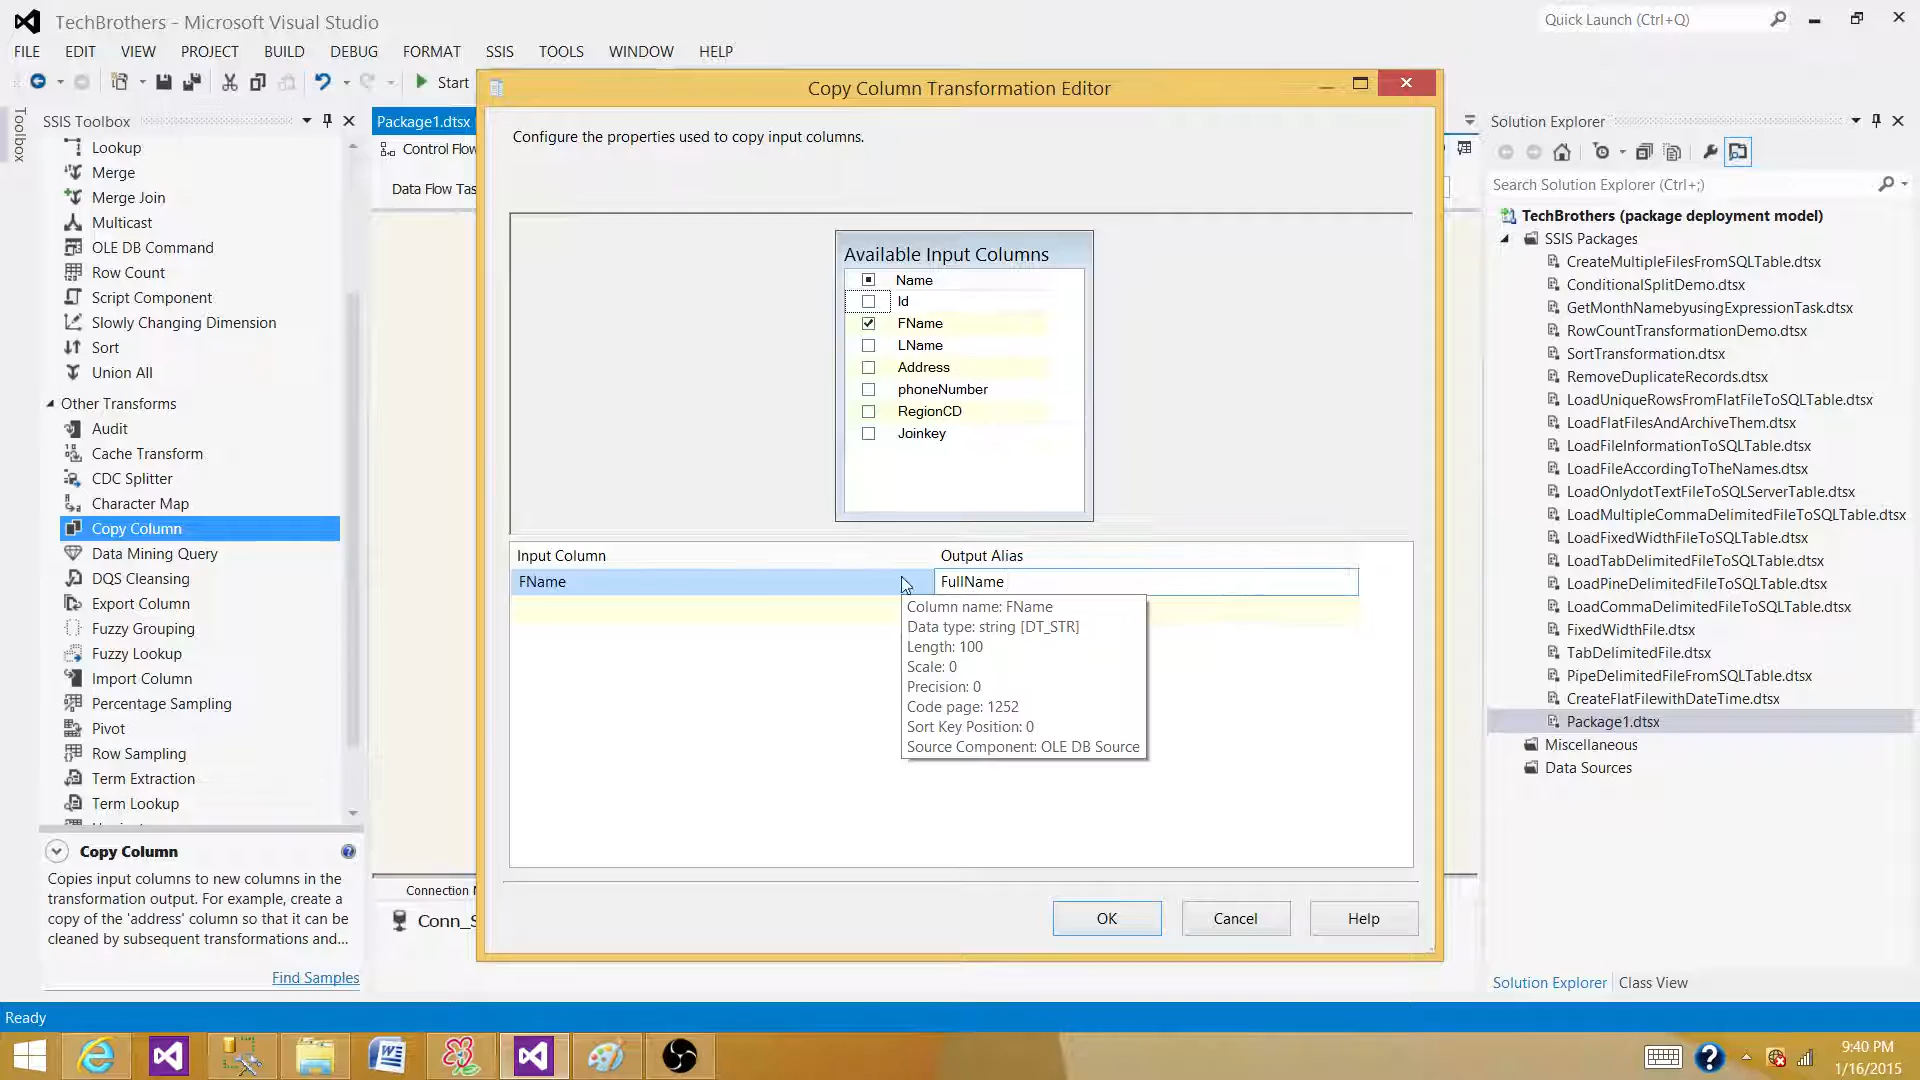 TechBrothers - Microsoft Visual Studio
Quick Launch (Ctrl+Q)
FILE EDIT VIEW PROJECT BUILD DEBUG FORMAT SSIS TOOLS WINDOW HELP
Start
Toolbox
SSIS Toolbox
Lookup
Merge
Merge Join
Multicast
OLE DB Command
Row Count
Script Component
Slowly Changing Dimension
Sort
Union All
Other Transforms
Audit
Cache Transform
CDC Splitter
Character Map
Copy Column
Data Mining Query
DQS Cleansing
Export Column
Fuzzy Grouping
Fuzzy Lookup
Import Column
Percentage Sampling
Pivot
Row Sampling
Term Extraction
Term Lookup
Copy Column
Copies input columns to new columns in the
transformation output. For example, create a
copy of the 'address' column so that it can be
cleaned by subsequent transformations and...
Find Samples
Package1.dtsx
Control Flow
Data Flow Tas
Connection
Conn_S
Copy Column Transformation Editor
Configure the properties used to copy input columns.
Available Input Columns
Name
Id
FName
LName
Address
phoneNumber
RegionCD
Joinkey
Input Column Output Alias
FName FullName
Column name: FName
Data type: string [DT_STR]
Length: 100
Scale: 0
Precision: 0
Code page: 1252
Sort Key Position: 0
Source Component: OLE DB Source
OK Cancel Help
Solution Explorer
Search Solution Explorer (Ctrl+;)
TechBrothers (package deployment model)
SSIS Packages
CreateMultipleFilesFromSQLTable.dtsx
ConditionalSplitDemo.dtsx
GetMonthNamebyusingExpressionTask.dtsx
RowCountTransformationDemo.dtsx
SortTransformation.dtsx
RemoveDuplicateRecords.dtsx
LoadUniqueRowsFromFlatFileToSQLTable.dtsx
LoadFlatFilesAndArchiveThem.dtsx
LoadFileInformationToSQLTable.dtsx
LoadFileAccordingToTheNames.dtsx
LoadOnlydotTextFileToSQLServerTable.dtsx
LoadMultipleCommaDelimitedFileToSQLTable.dtsx
LoadFixedWidthFileToSQLTable.dtsx
LoadTabDelimitedFileToSQLTable.dtsx
LoadPineDelimitedFileToSQLTable.dtsx
LoadCommaDelimitedFileToSQLTable.dtsx
FixedWidthFile.dtsx
TabDelimitedFile.dtsx
PipeDelimitedFileFromSQLTable.dtsx
CreateFlatFilewithDateTime.dtsx
Package1.dtsx
Miscellaneous
Data Sources
Solution Explorer Class View
Ready
9:40 PM
1/16/2015